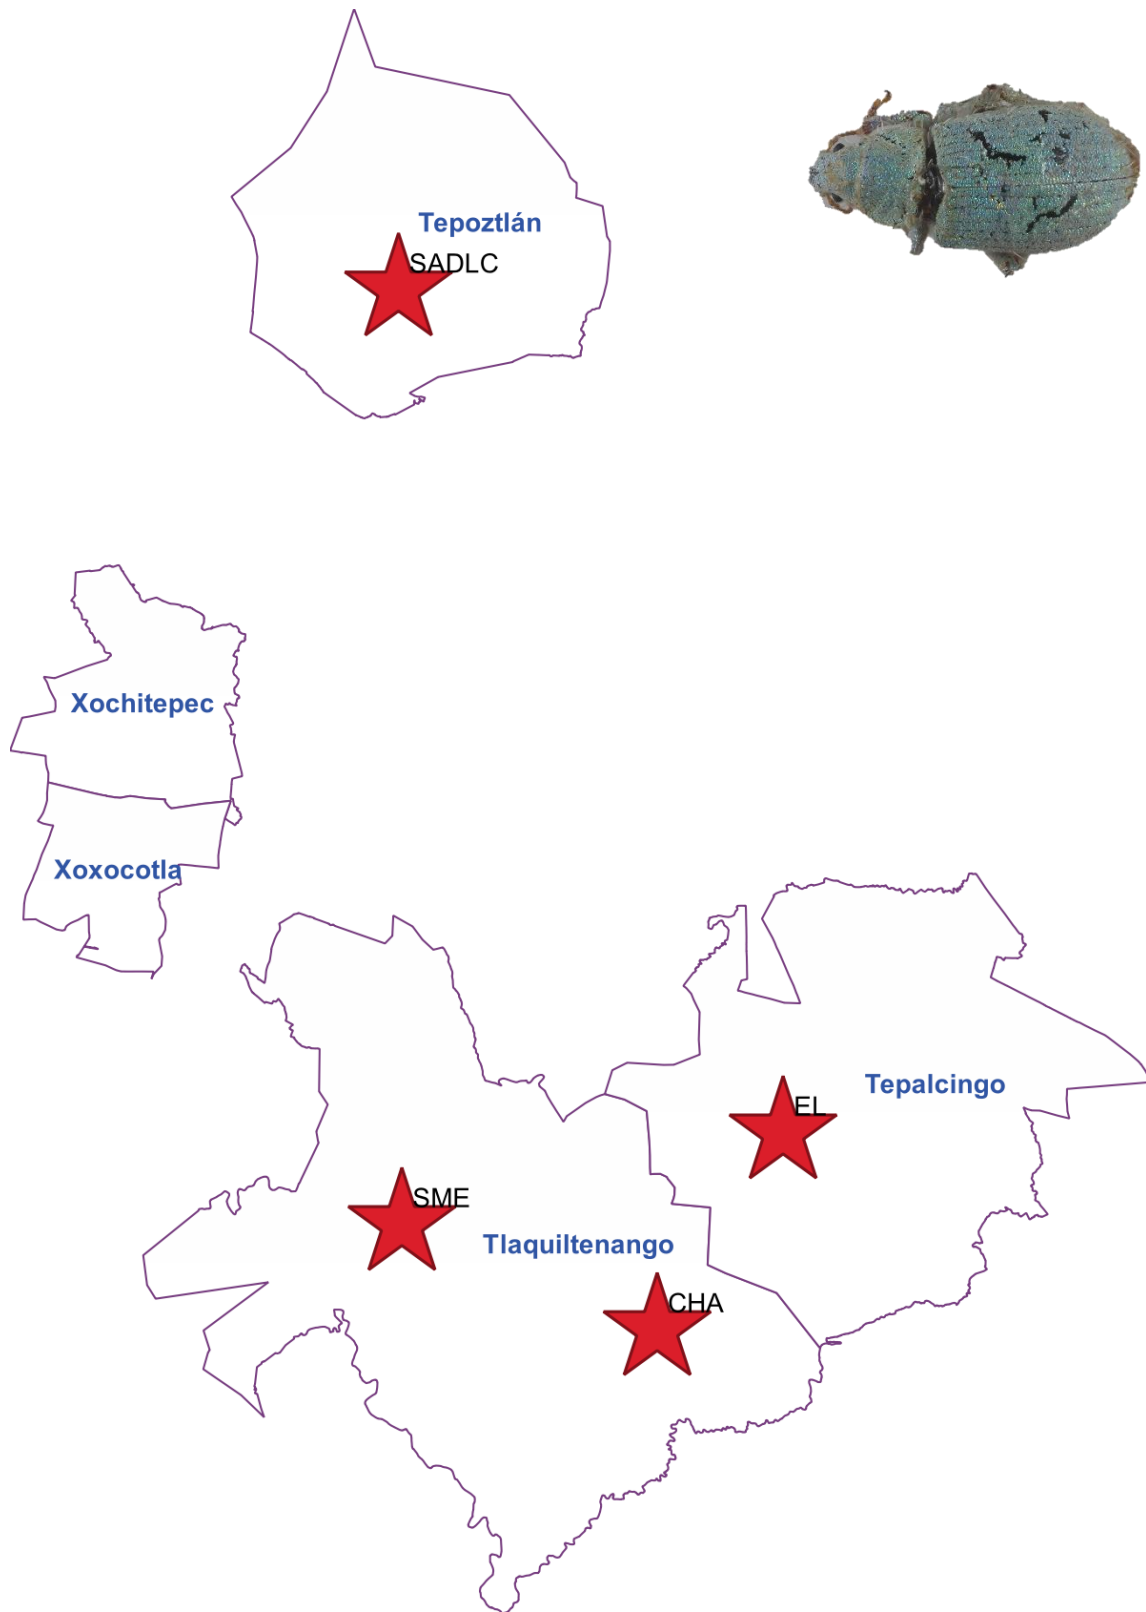 Tepoztlán
SADLC
Xochitepec
Xoxocotla
Tepalcingo
EL
SME
Tlaquiltenango
CHA